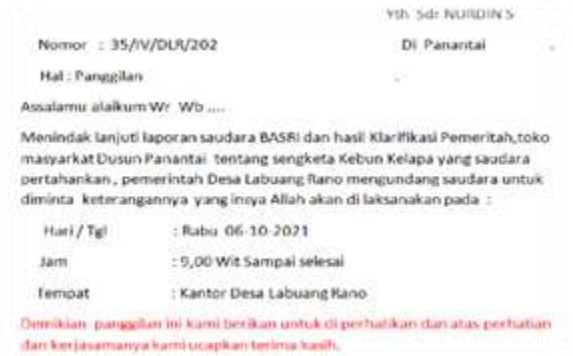 Yth Sdr NURDIN S
Nomor : 35/IV/DLR/202 Di Panantai
Hal : Panggilan
Assalamu alaikum Wr Wb ....
Menindak lanjuti laporan saudara BASRI dan hasil Klarifikasi Pemeritah,toko
masyarkat Dusun Panantai tentang sengketa Kebun Kelapa yang saudara
pertahankan , pemerintah Desa Labuang Rano mengundang saudara untuk
diminta keterangannya yang insya Allah akan di laksanakan pada :
Hari / Tgl : Rabu 06-10-2021
Jam : 9,00 Wit Sampai selesai
Tempat : Kantor Desa Labuang Rano
Demikian panggilan ini kami berikan untuk di perhatikan dan atas perhatian
dan kerjasamanya kami ucapkan terima kasih.